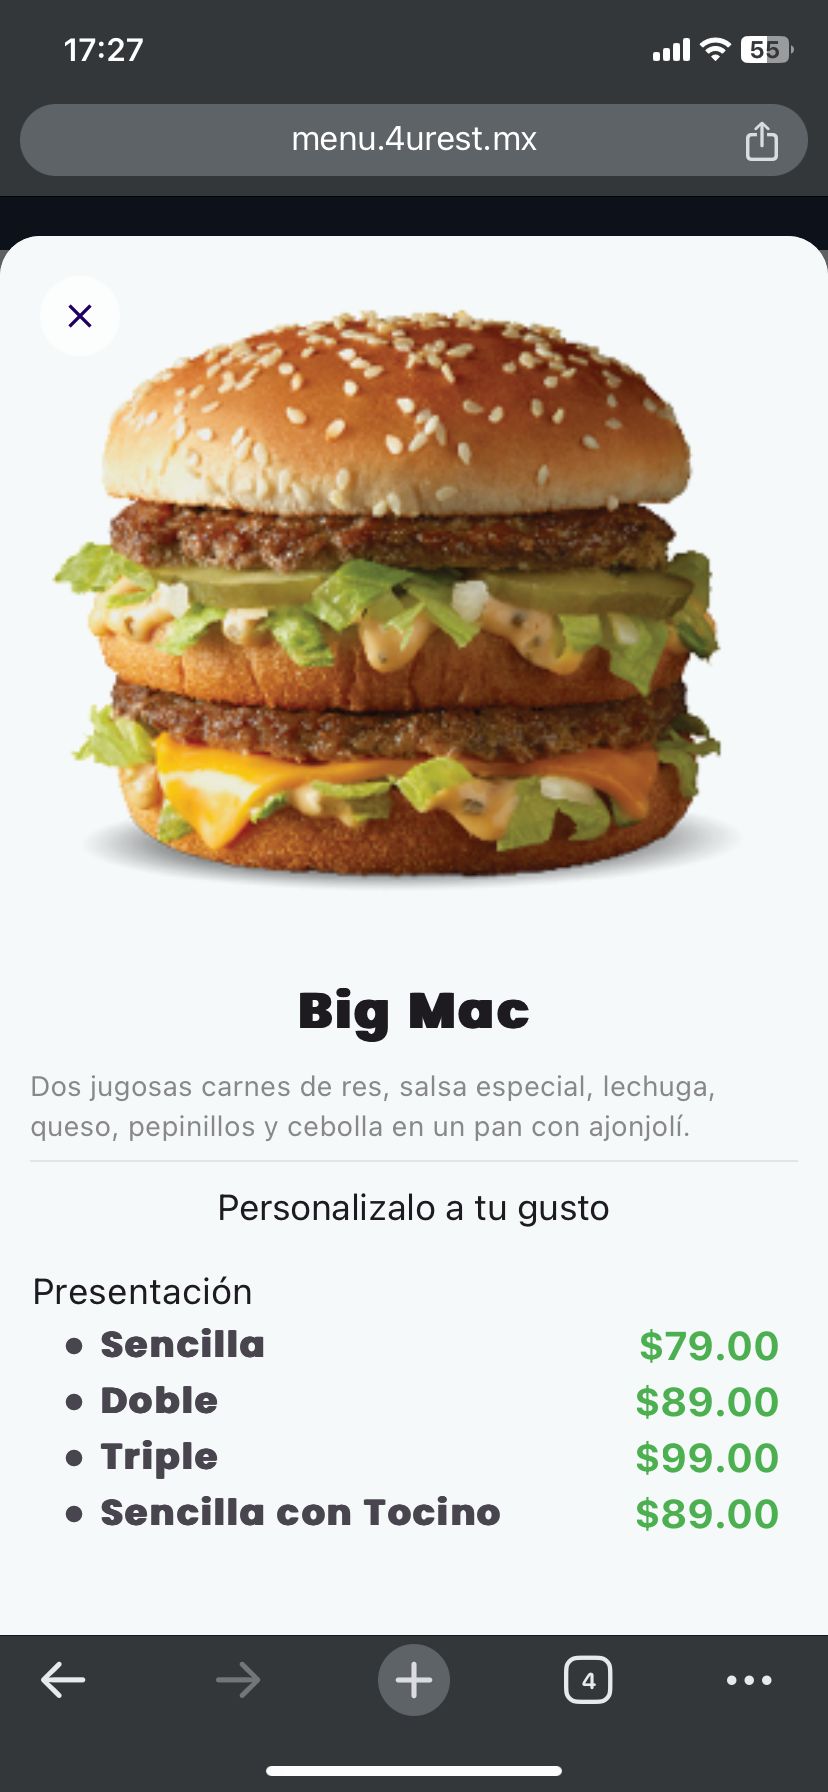 17:27
55
menu.4urest.mx
Big Mac
Dos jugosas carnes de res, salsa especial, lechuga,
queso, pepinillos y cebolla en un pan con ajonjolí.
Personalizalo a tu gusto
Presentación
• Sencilla $79.00
• Doble $89.00
• Triple $99.00
• Sencilla con Tocino $89.00
4